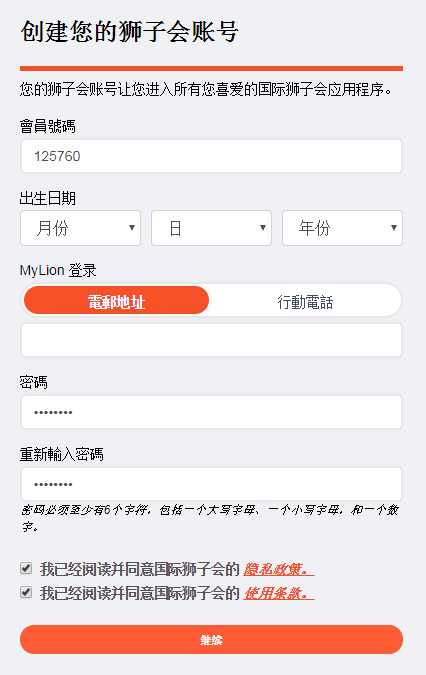 创建您的狮子会账号
您的狮子会账号让您进入所有您喜爱的国际狮子会应用程序。
會員號碼
125760
出生日期
月份 日 年份
MyLion 登录
電郵地址 行動電話
密碼
••••••••
重新輸入密碼
••••••••
密码必须至少有6个字符，包括一个大写字母、一个小写字母，和一个数
字。
我已经阅读并同意国际狮子会的 隐私政策。
我已经阅读并同意国际狮子会的 使用条款。
继续